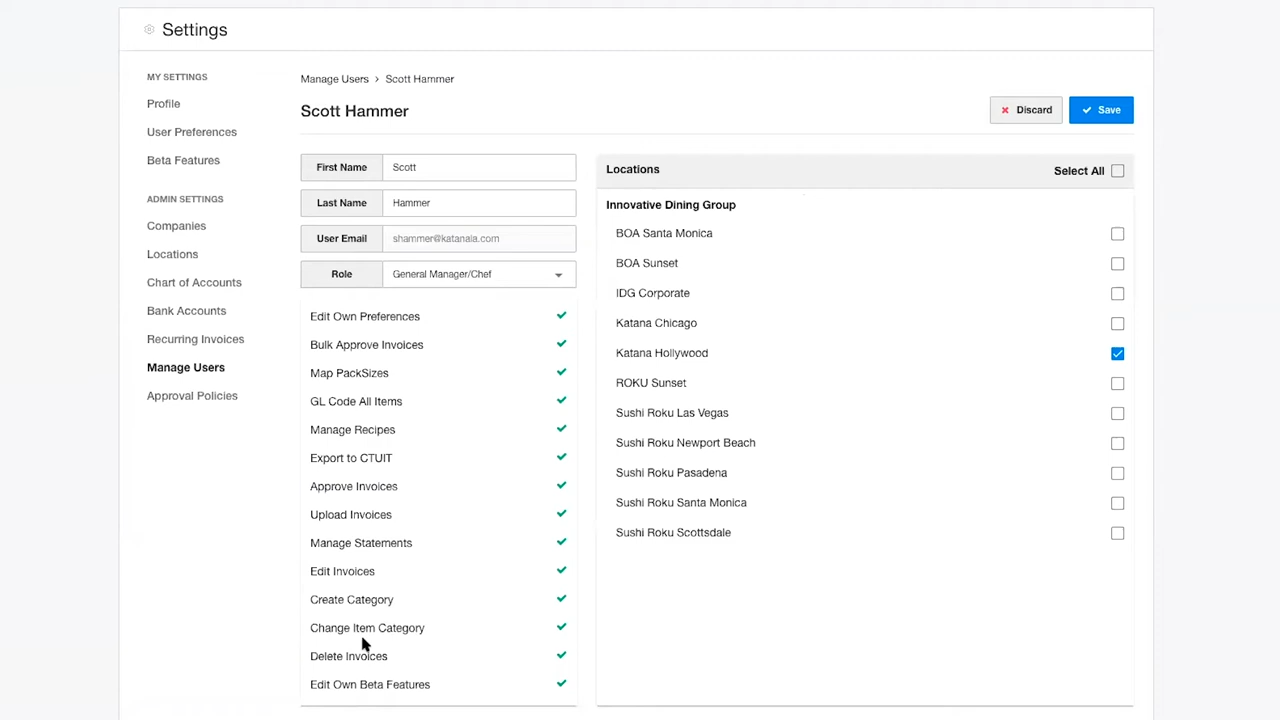 Settings
MY SETTINGS
Profile
User Preferences
Beta Features
ADMIN SETTINGS
Companies
Locations
Chart of Accounts
Bank Accounts
Recurring Invoices
Manage Users
Approval Policies
Manage Users › Scott Hammer
Scott Hammer
Discard
Save
First Name Scott
Last Name Hammer
User Email shammer@katanala.com
Role General Manager/Chef
Edit Own Preferences
Bulk Approve Invoices
Map PackSizes
GL Code All Items
Manage Recipes
Export to CTUIT
Approve Invoices
Upload Invoices
Manage Statements
Edit Invoices
Create Category
Change Item Category
Delete Invoices
Edit Own Beta Features
Locations Select All
Innovative Dining Group
BOA Santa Monica
BOA Sunset
IDG Corporate
Katana Chicago
Katana Hollywood
ROKU Sunset
Sushi Roku Las Vegas
Sushi Roku Newport Beach
Sushi Roku Pasadena
Sushi Roku Santa Monica
Sushi Roku Scottsdale